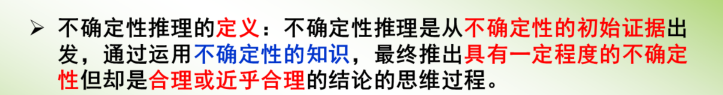 ➢ 不确定性推理的定义：不确定性推理是从不确定性的初始证据出
发，通过运用不确定性的知识，最终推出具有一定程度的不确定
性但却是合理或近乎合理的结论的思维过程。